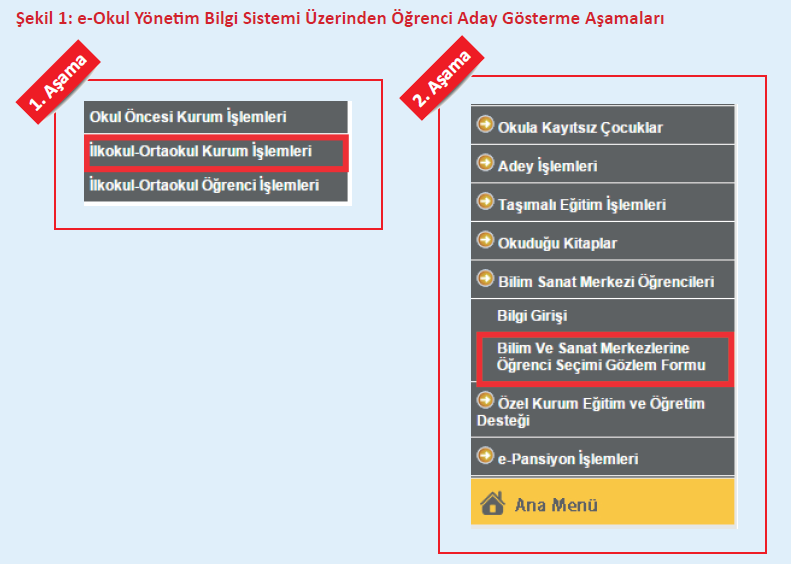 Şekil 1: e-Okul Yönetim Bilgi Sistemi Üzerinden Öğrenci Aday Gösterme Aşamaları
1. Aşama
Okul Öncesi Kurum İşlemleri
İlkokul-Ortaokul Kurum İşlemleri
İlkokul-Ortaokul Öğrenci İşlemleri
2. Aşama
Okula Kayıtsız Çocuklar
Adey İşlemleri
Taşımalı Eğitim İşlemleri
Okuduğu Kitaplar
Bilim Sanat Merkezi Öğrencileri
Bilgi Girişi
Bilim Ve Sanat Merkezlerine
Öğrenci Seçimi Gözlem Formu
Özel Kurum Eğitim ve Öğretim
Desteği
e-Pansiyon İşlemleri
Ana Menü